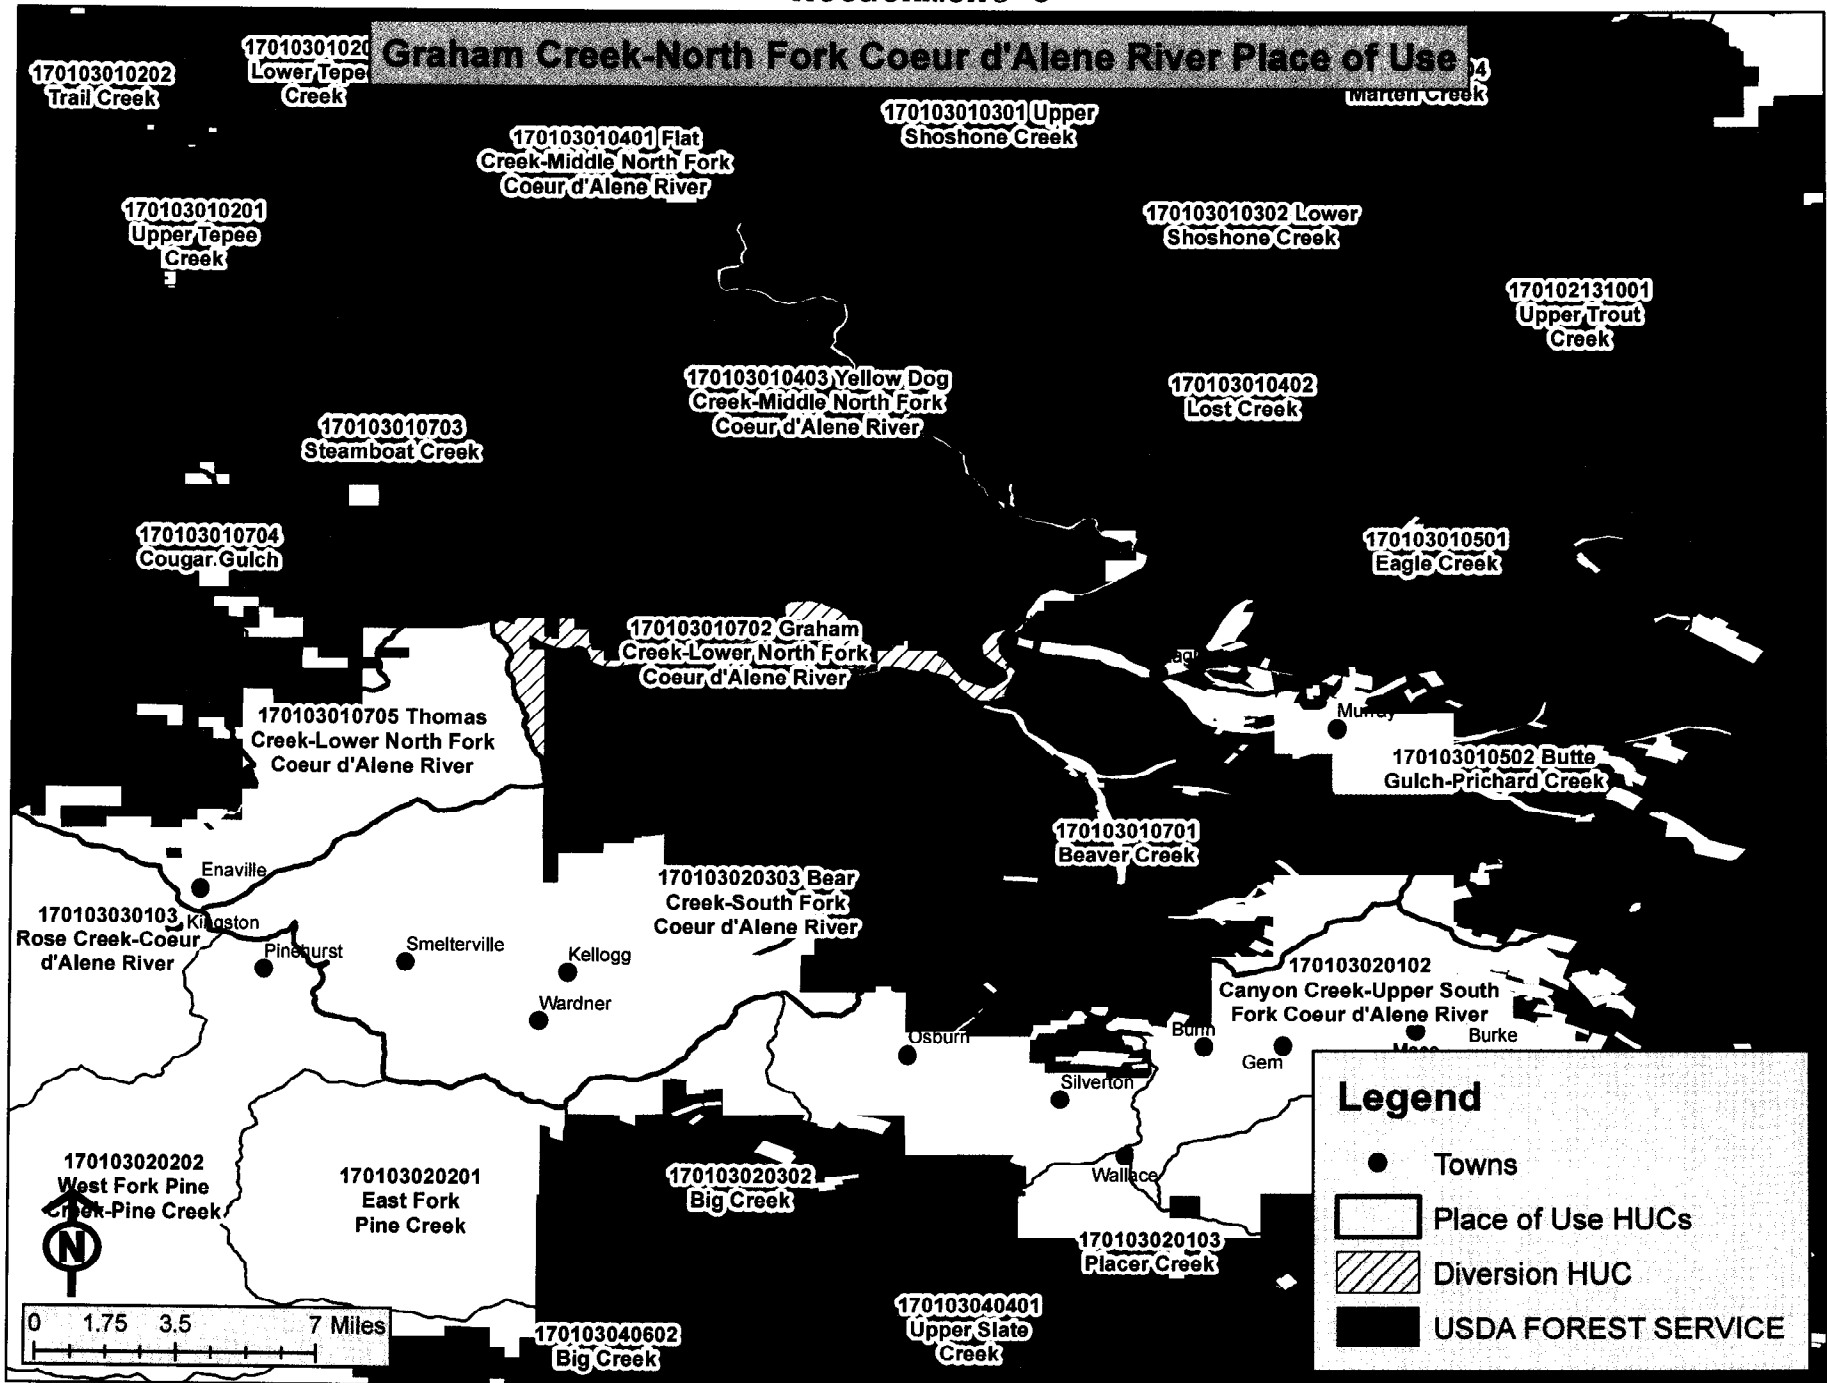 Graham Creek-North Fork Coeur d'Alene River Place of Use
170103010202
Trail Creek
17010301020
Lower Tepe
Creek
Marten Creek
170103010301 Upper
Shoshone Creek
170103010401 Flat
Creek-Middle North Fork
Coeur d'Alene River
170103010201
Upper Tepee
Creek
170103010302 Lower
Shoshone Creek
170102131001
Upper Trout
Creek
170103010403 Yellow Dog
Creek-Middle North Fork
Coeur d'Alene River
170103010402
Lost Creek
170103010703
Steamboat Creek
170103010704
Cougar Gulch
170103010501
Eagle Creek
170103010702 Graham
Creek-Lower North Fork
Coeur d'Alene River
170103010705 Thomas
Creek-Lower North Fork
Coeur d'Alene River
Murray
170103010502 Butte
Gulch-Prichard Creek
170103010701
Beaver Creek
Enaville
170103020303 Bear
Creek-South Fork
Coeur d'Alene River
170103030103
Rose Creek-Coeur
d'Alene River
Kingston
Pinehurst
Smelterville
Kellogg
Wardner
170103020102
Canyon Creek-Upper South
Fork Coeur d'Alene River
Osburn
Burke
Gem
Silverton
Wallace
170103020202
West Fork Pine
Creek-Pine Creek
170103020201
East Fork
Pine Creek
170103020302
Big Creek
170103020103
Placer Creek
170103040401
Upper Slate
Creek
170103040602
Big Creek
N
0 1.75 3.5 7 Miles
Legend
Towns
Place of Use HUCs
Diversion HUC
USDA FOREST SERVICE